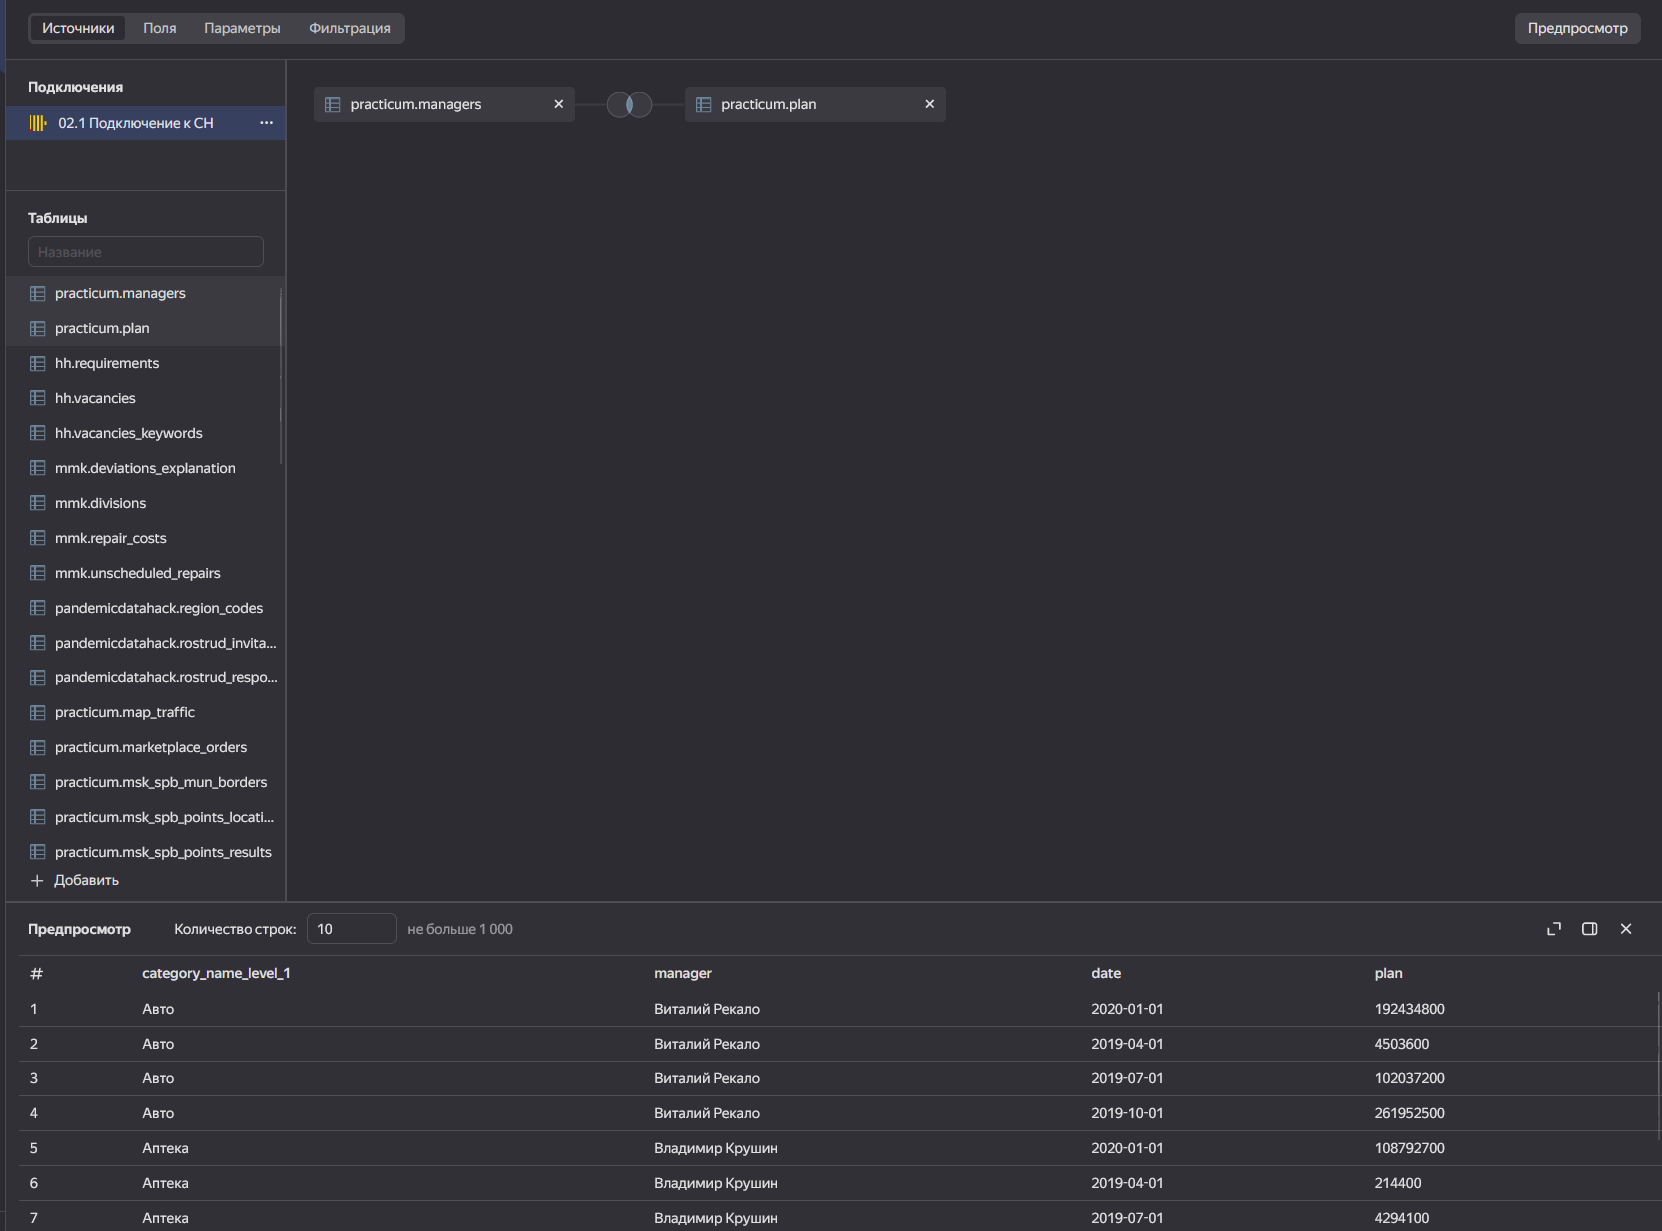 Источники Поля Параметры Фильтрация Предпросмотр
Подключения
02.1 Подключение к CH
practicum.managers practicum.plan
Таблицы
Название
practicum.managers
practicum.plan
hh.requirements
hh.vacancies
hh.vacancies_keywords
mmk.deviations_explanation
mmk.divisions
mmk.repair_costs
mmk.unscheduled_repairs
pandemicdatahack.region_codes
pandemicdatahack.rostrud_invita...
pandemicdatahack.rostrud_respo...
practicum.map_traffic
practicum.marketplace_orders
practicum.msk_spb_mun_borders
practicum.msk_spb_points_locati...
practicum.msk_spb_points_results
+ Добавить
Предпросмотр Количество строк: 10 не больше 1 000
# category_name_level_1 manager date plan
1 Авто Виталий Рекало 2020-01-01 192434800
2 Авто Виталий Рекало 2019-04-01 4503600
3 Авто Виталий Рекало 2019-07-01 102037200
4 Авто Виталий Рекало 2019-10-01 261952500
5 Аптека Владимир Крушин 2020-01-01 108792700
6 Аптека Владимир Крушин 2019-04-01 214400
7 Аптека Владимир Крушин 2019-07-01 4294100